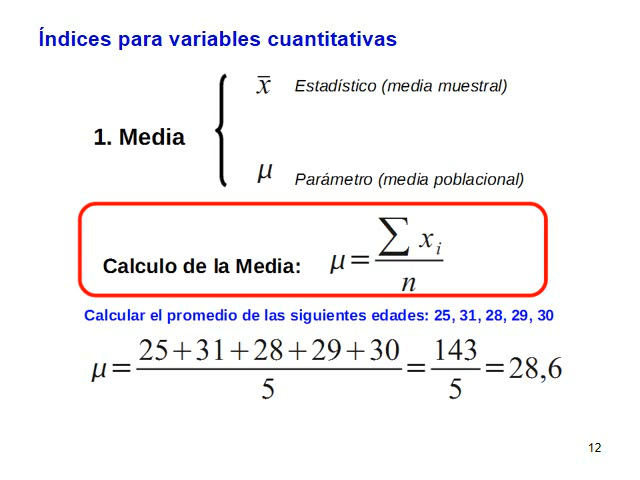 Índices para variables cuantitativas
x̄ Estadístico (media muestral)
1. Media
μ Parámetro (media poblacional)
Calculo de la Media: μ = ∑ x_i / n
Calcular el promedio de las siguientes edades: 25, 31, 28, 29, 30
μ = (25+31+28+29+30) / 5 = 143 / 5 = 28,6
12